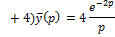 + 4)ȳ(p) = 4 e^{-2p}/p